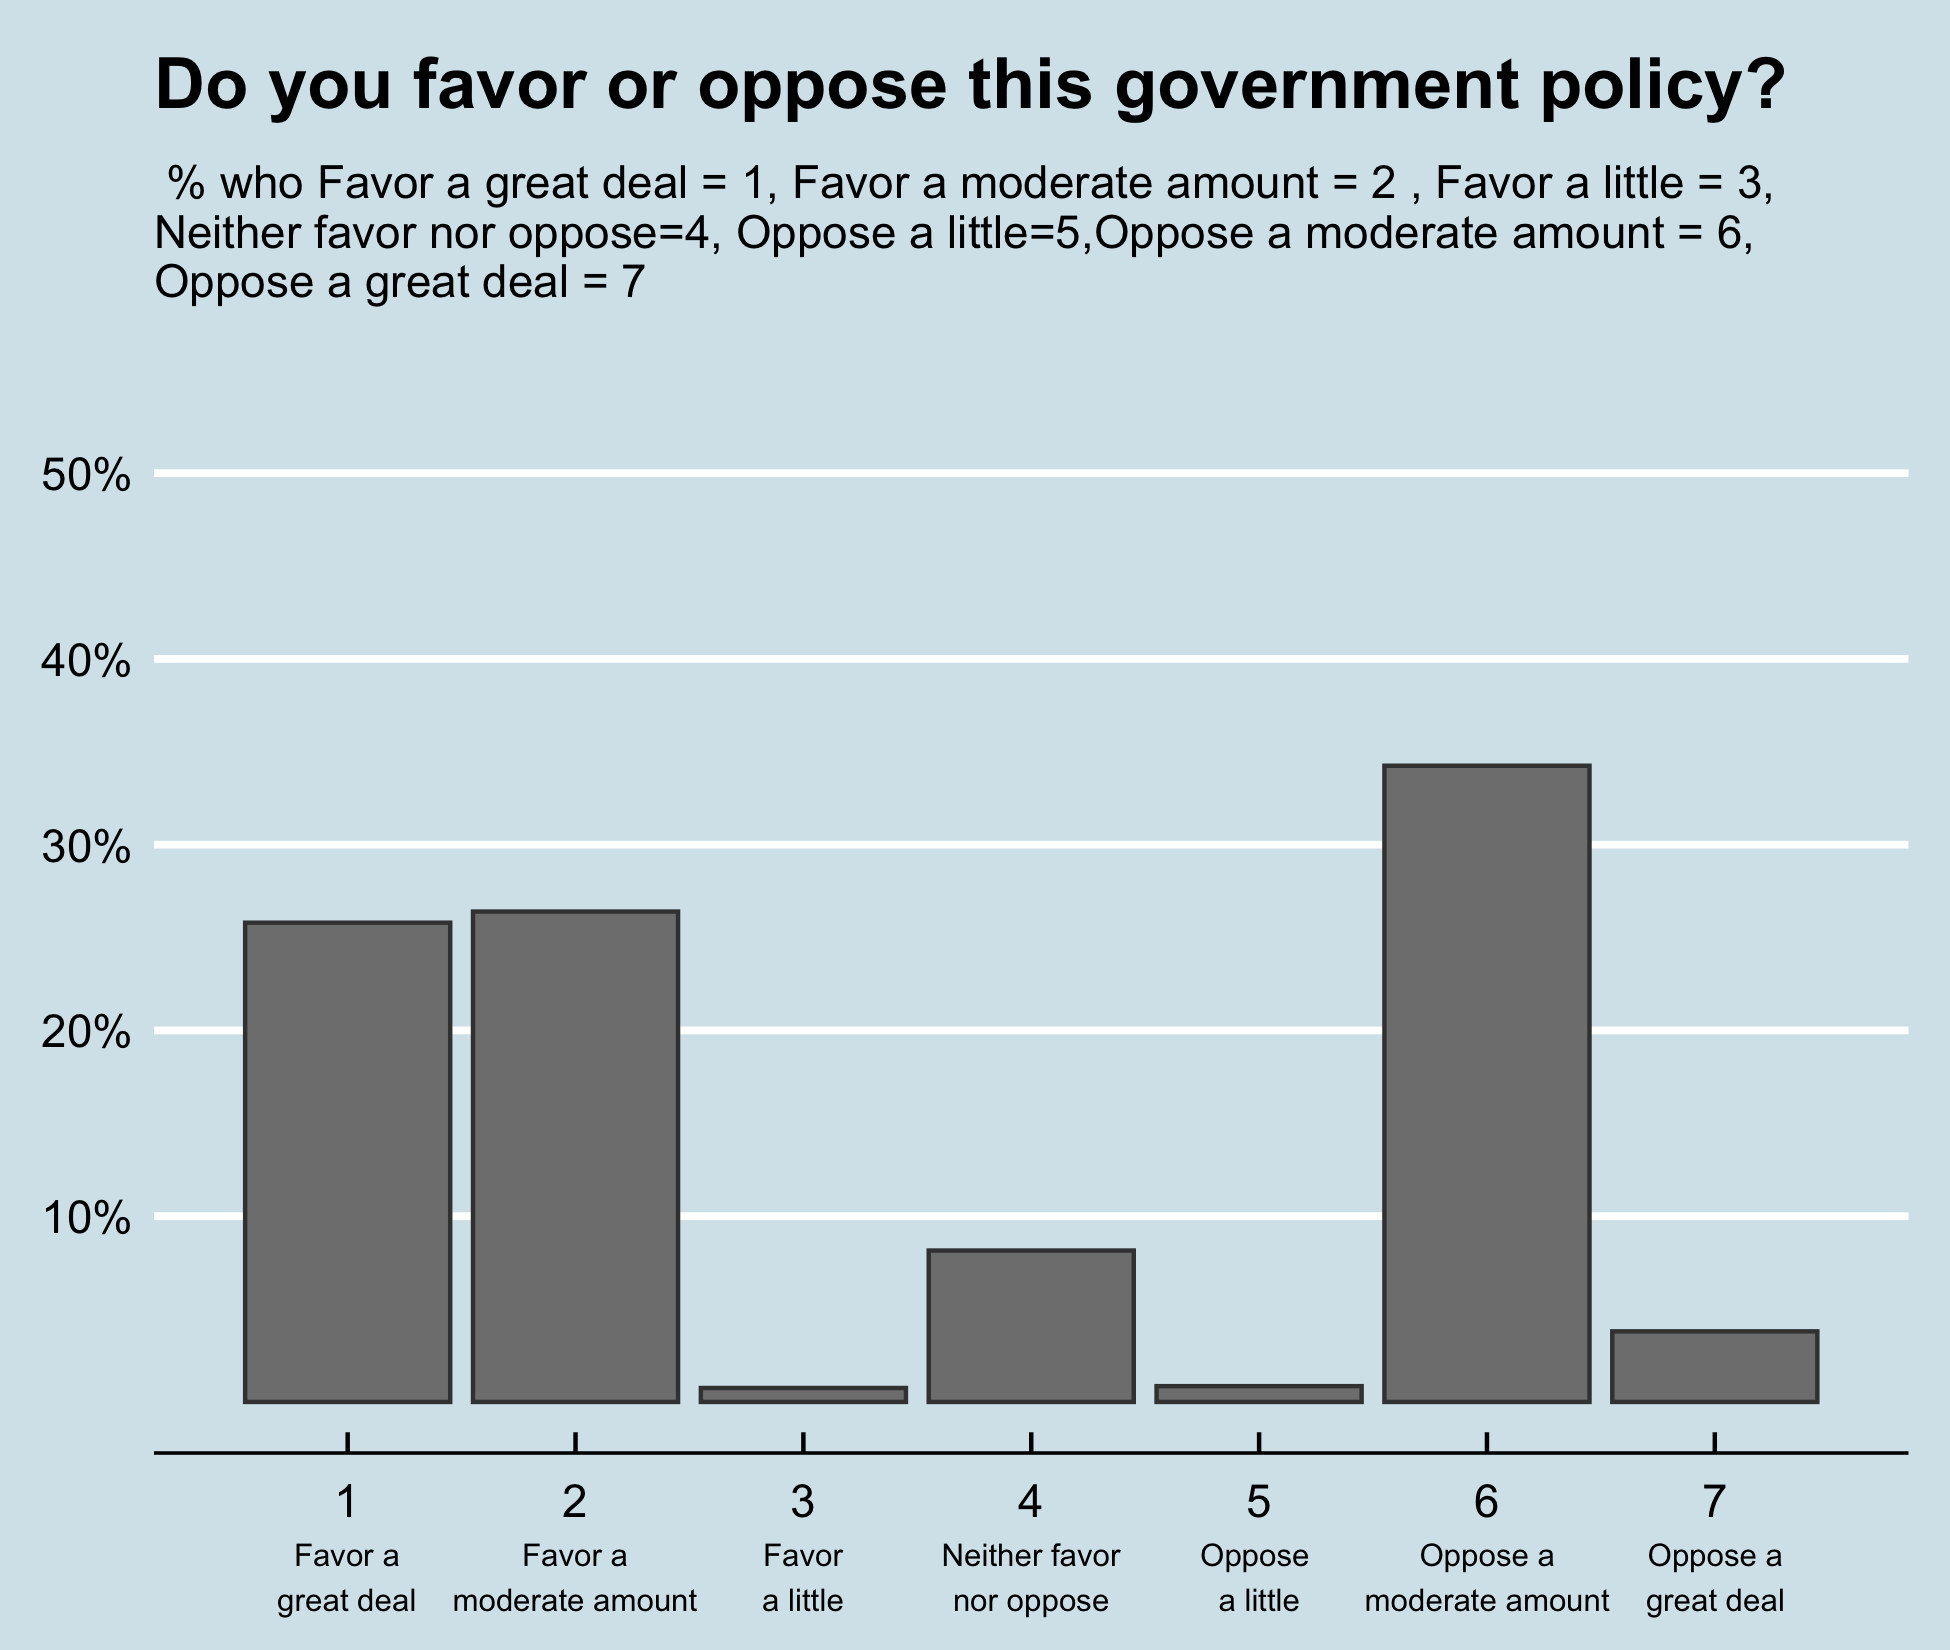 Do you favor or oppose this government policy?
% who Favor a great deal = 1, Favor a moderate amount = 2 , Favor a little = 3,
Neither favor nor oppose=4, Oppose a little=5,Oppose a moderate amount = 6,
Oppose a great deal = 7
50%
40%
30%
20%
10%
1 2 3 4 5 6 7
Favor a Favor a Favor Neither favor Oppose Oppose a Oppose a
great deal moderate amount a little nor oppose a little moderate amount great deal